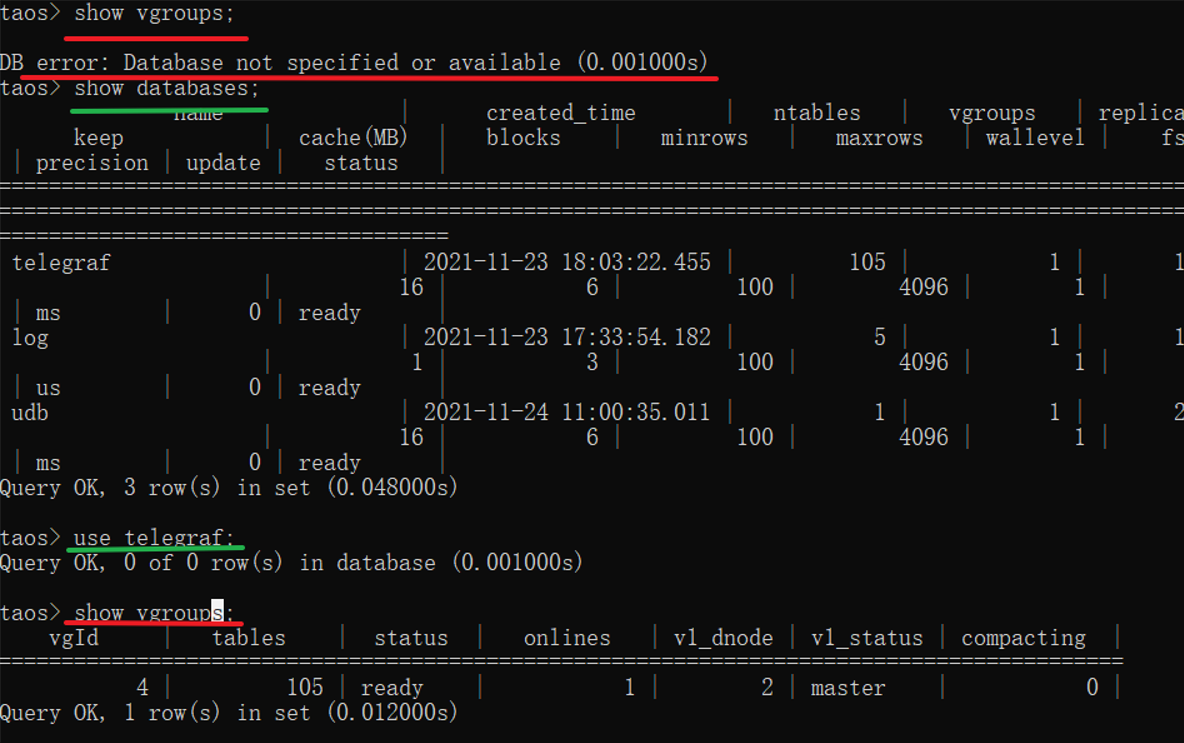 taos> show vgroups;
DB error: Database not specified or available (0.001000s)
taos> show databases;
name | created_time | ntables | vgroups | replica
keep | cache(MB) | blocks | minrows | maxrows | wallevel | fs
| precision | update | status |
================================================================================
================================================================================
====================================
telegraf | 2021-11-23 18:03:22.455 | 105 | 1 | 1
| 16 | 6 | 100 | 4096 | 1 |
| ms | 0 | ready |
log | 2021-11-23 17:33:54.182 | 5 | 1 | 1
| 1 | 3 | 100 | 4096 | 1 |
| us | 0 | ready |
udb | 2021-11-24 11:00:35.011 | 1 | 1 | 2
| 16 | 6 | 100 | 4096 | 1 |
| ms | 0 | ready |
Query OK, 3 row(s) in set (0.048000s)
taos> use telegraf;
Query OK, 0 of 0 row(s) in database (0.001000s)
taos> show vgroups;
vgId | tables | status | onlines | v1_dnode | v1_status | compacting |
================================================================================
4 | 105 | ready | 1 | 2 | master | 0 |
Query OK, 1 row(s) in set (0.012000s)